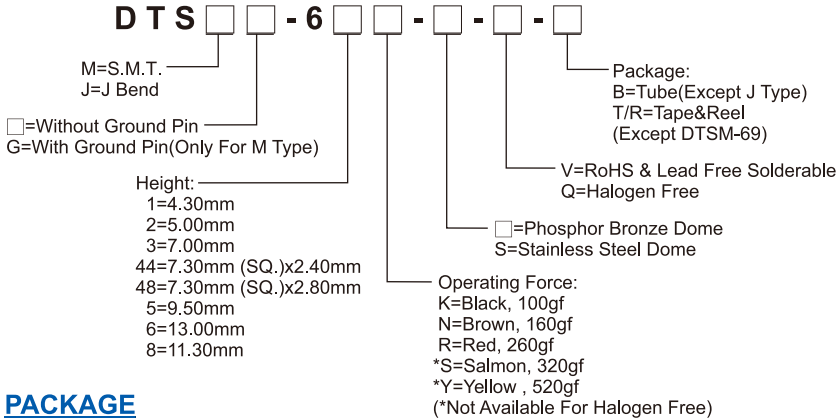 DTS□□-6□□-□-□-□
M=S.M.T.
J=J Bend
□=Without Ground Pin
G=With Ground Pin(Only For M Type)
Height:
1=4.30mm
2=5.00mm
3=7.00mm
44=7.30mm (SQ.)x2.40mm
48=7.30mm (SQ.)x2.80mm
5=9.50mm
6=13.00mm
8=11.30mm
Package:
B=Tube(Except J Type)
T/R=Tape&Reel
(Except DTSM-69)
V=RoHS & Lead Free Solderable
Q=Halogen Free
□=Phosphor Bronze Dome
S=Stainless Steel Dome
Operating Force:
K=Black, 100gf
N=Brown, 160gf
R=Red, 260gf
*S=Salmon, 320gf
*Y=Yellow , 520gf
(*Not Available For Halogen Free)
PACKAGE